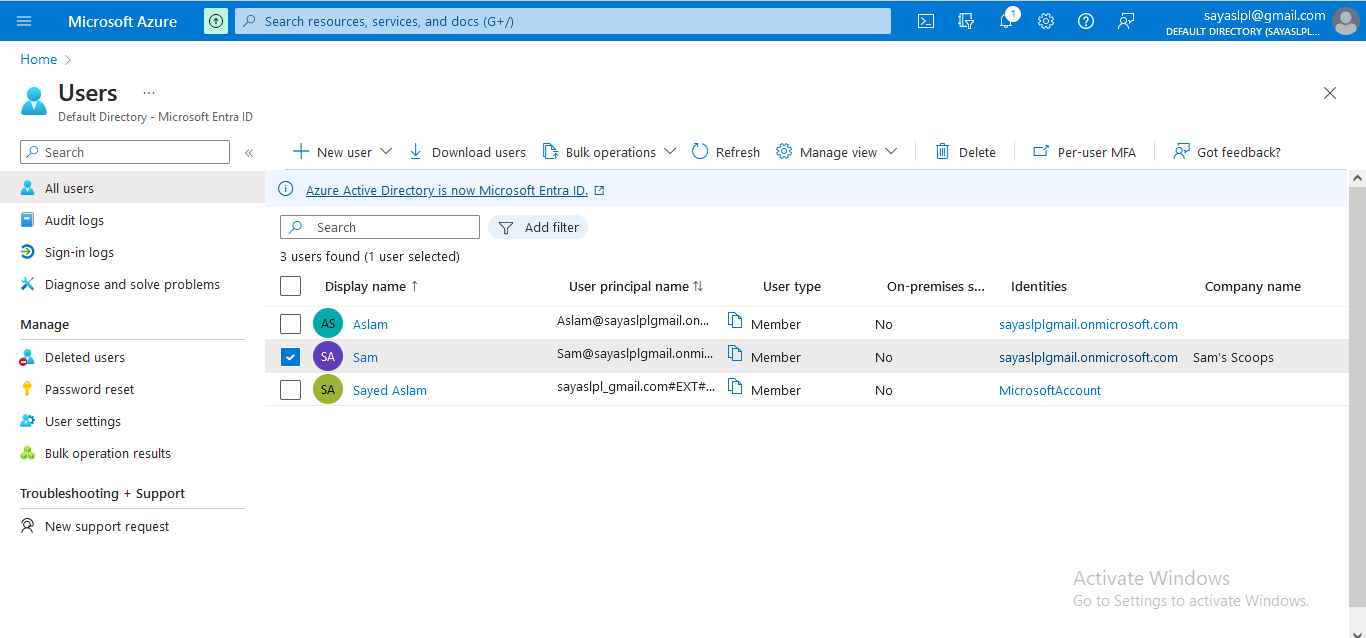 Microsoft Azure
Search resources, services, and docs (G+/)
1
sayaslpl@gmail.com
DEFAULT DIRECTORY (SAYASLPL...
Home
Users ...
Default Directory - Microsoft Entra ID
Search
«
New user
Download users
Bulk operations
Refresh
Manage view
Delete
Per-user MFA
Got feedback?
All users
Audit logs
Sign-in logs
Diagnose and solve problems
Manage
Deleted users
Password reset
User settings
Bulk operation results
Troubleshooting + Support
New support request
Azure Active Directory is now Microsoft Entra ID.
Search
Add filter
3 users found (1 user selected)
Display name ↑ User principal name ↑↓ User type On-premises s... Identities Company name
AS Aslam Aslam@sayaslplgmail.on... Member No sayaslplgmail.onmicrosoft.com
SA Sam Sam@sayaslplgmail.onmi... Member No sayaslplgmail.onmicrosoft.com Sam's Scoops
SA Sayed Aslam sayaslpl_gmail.com#EXT#... Member No MicrosoftAccount
Activate Windows
Go to Settings to activate Windows.